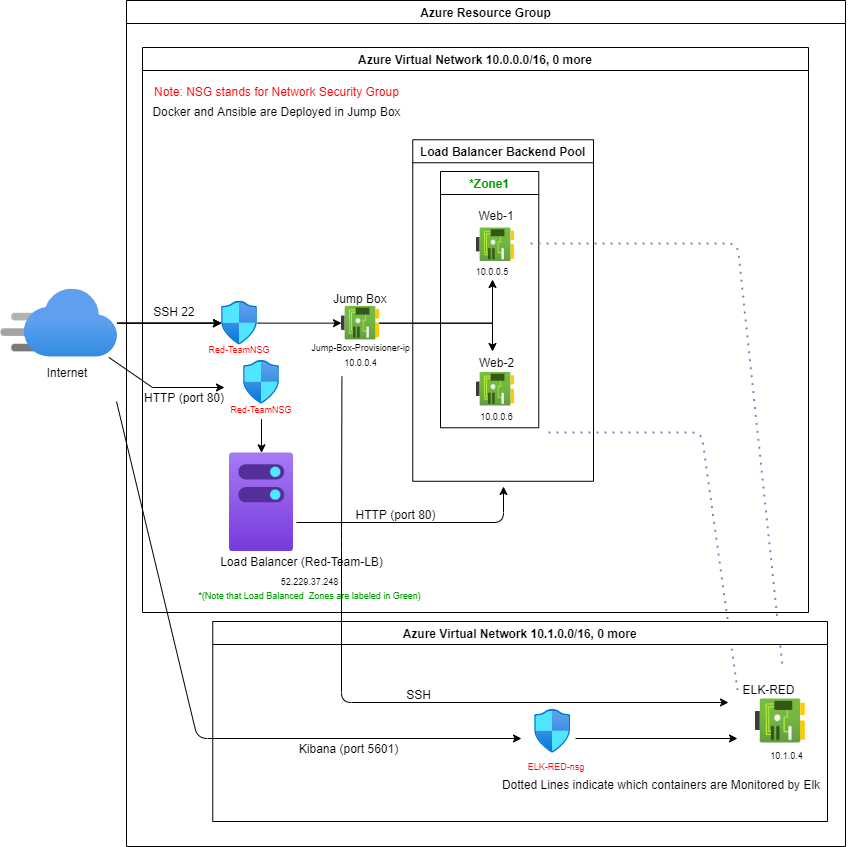 Azure Resource Group
Azure Virtual Network 10.0.0.0/16, 0 more
Note: NSG stands for Network Security Group
Docker and Ansible are Deployed in Jump Box
Load Balancer Backend Pool
*Zone1
Web-1
10.0.0.5
Internet
SSH 22
Red-TeamNSG
Jump Box
Jump-Box-Provisioner-ip
10.0.0.4
Web-2
10.0.0.6
HTTP (port 80)
Red-TeamNSG
HTTP (port 80)
Load Balancer (Red-Team-LB)
52.229.37.248
*(Note that Load Balanced Zones are labeled in Green)
Azure Virtual Network 10.1.0.0/16, 0 more
SSH
ELK-RED
10.1.0.4
Kibana (port 5601)
ELK-RED-nsg
Dotted Lines indicate which containers are Monitored by Elk